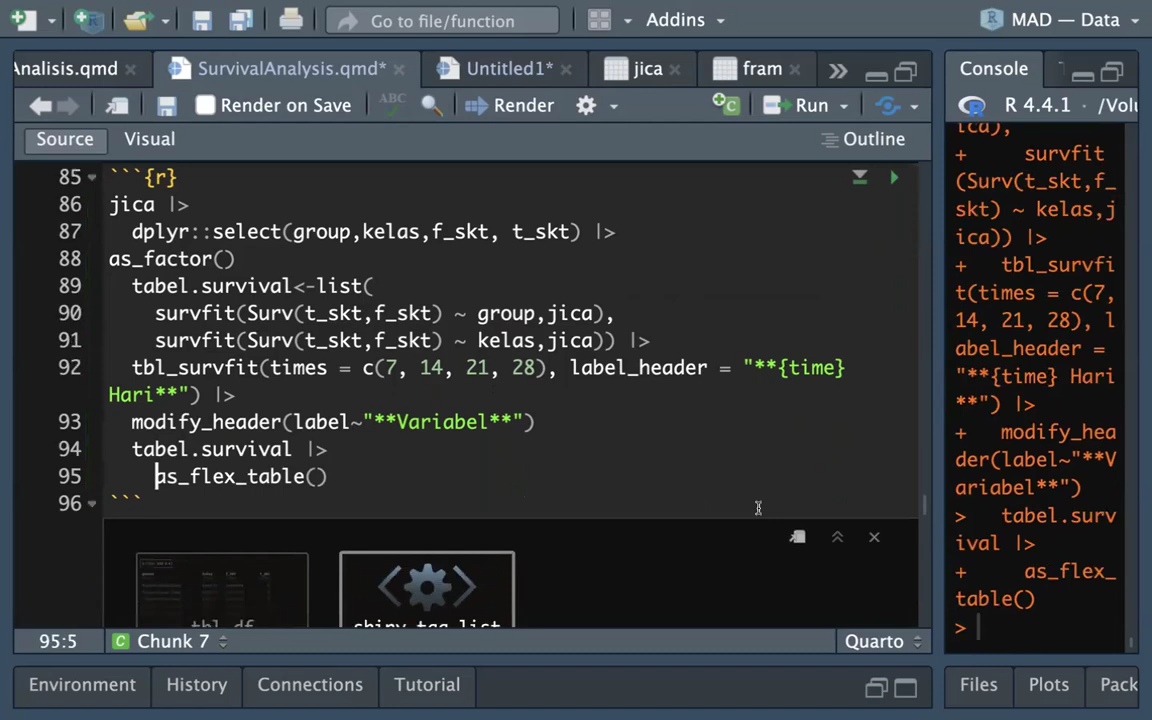 Go to file/function
Addins
MAD — Data
Analisis.qmd
SurvivalAnalysis.qmd*
Untitled1*
jica
fram
Console
Render on Save
ABC
Render
Run
R 4.4.1 · /Volu
Source
Visual
Outline
85 ```{r}
86 jica |>
87 dplyr::select(group,kelas,f_skt, t_skt) |>
88 as_factor()
89 tabel.survival<-list(
90 survfit(Surv(t_skt,f_skt) ~ group,jica),
91 survfit(Surv(t_skt,f_skt) ~ kelas,jica)) |>
92 tbl_survfit(times = c(7, 14, 21, 28), label_header = "**{time}
Hari**") |>
93 modify_header(label~"**Variabel**")
94 tabel.survival |>
95 as_flex_table()
96 ```
tbl_df
shiny.tag.list
95:5
Chunk 7
Quarto
ica),
+ survfit
(Surv(t_skt,f_
skt) ~ kelas,j
ica)) |>
+ tbl_survfi
t(times = c(7,
14, 21, 28), l
abel_header =
"**{time} Hari
**") |>
+ modify_hea
der(label~"**V
ariabel**")
> tabel.surv
ival |>
+ as_flex_
table()
>
Environment
History
Connections
Tutorial
Files
Plots
Pack